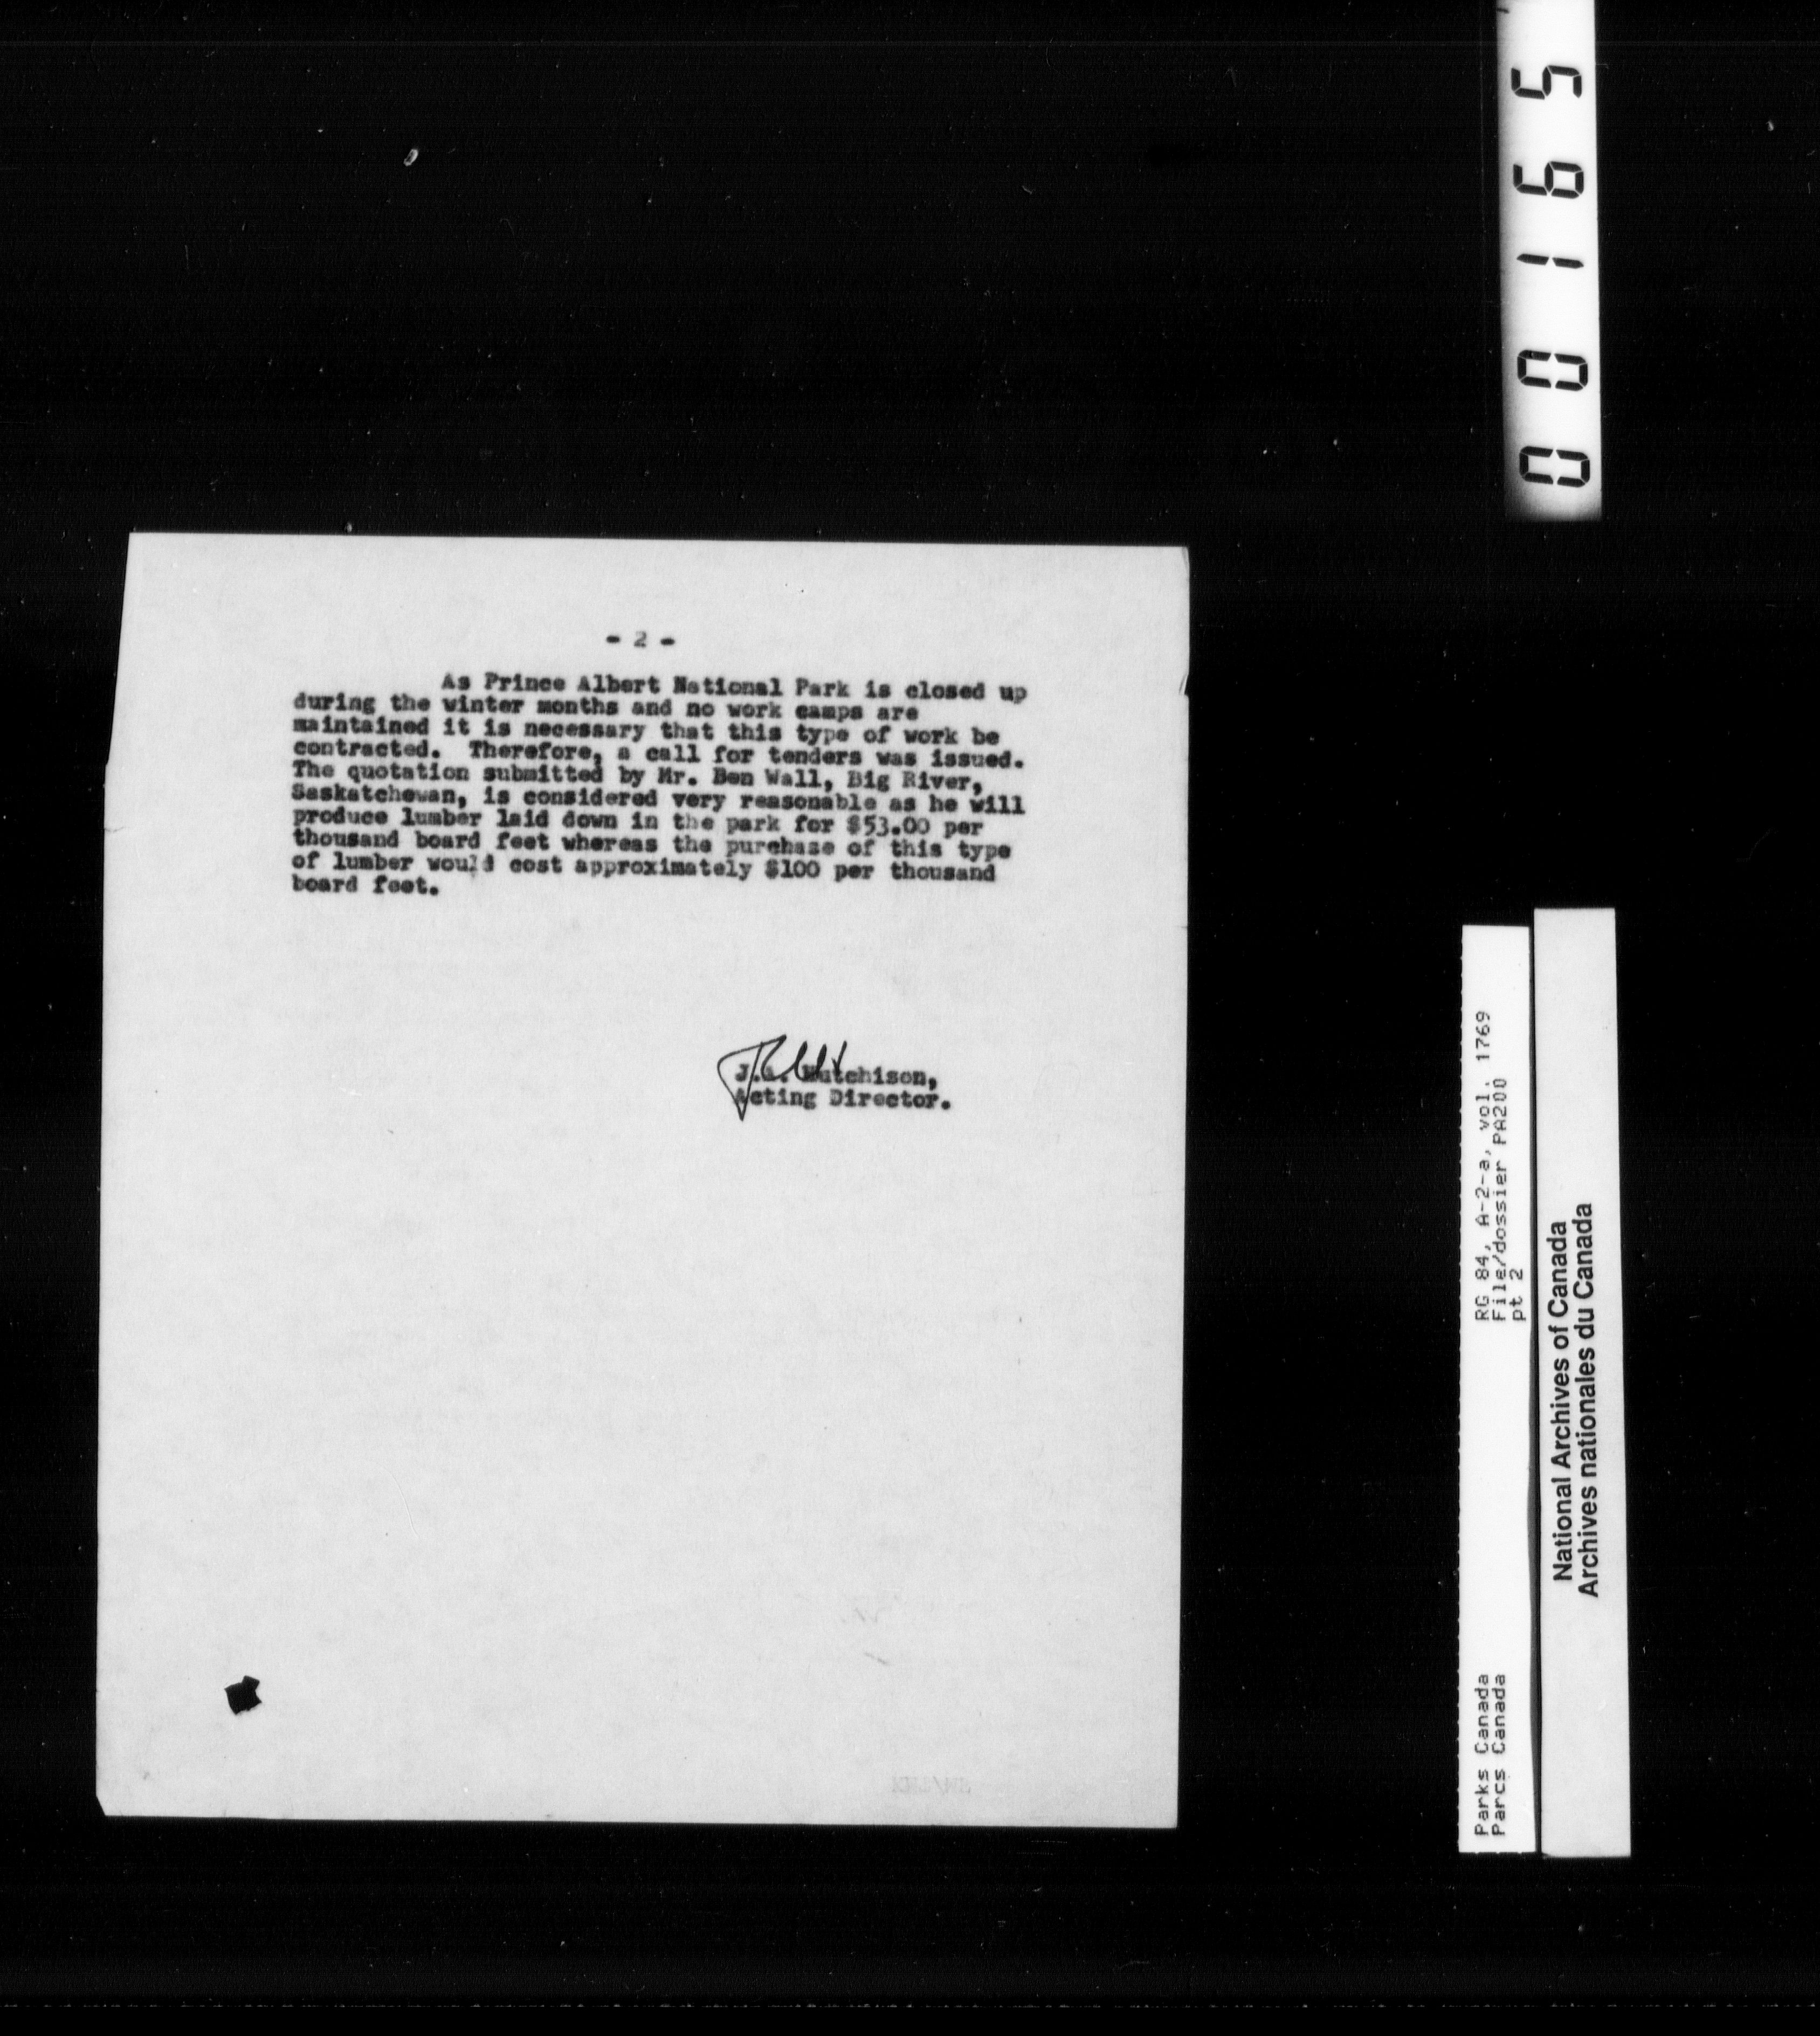 - 2 -
As Prince Albert National Park is closed up
during the winter months and no work camps are
maintained it is necessary that this type of work be
contracted. Therefore, a call for tenders was issued.
The quotation submitted by Mr. Ben Wall, Big River,
Saskatchewan, is considered very reasonable as he will
produce lumber laid down in the park for $53.00 per
thousand board feet whereas the purchase of this type
of lumber would cost approximately $100 per thousand
board feet.
J.A. Hutchison,
Acting Director.
00165
RG 84, A-2-a, vol. 1769
File/dossier PA200
pt 2
Parks Canada
Parcs Canada
National Archives of Canada
Archives nationales du Canada